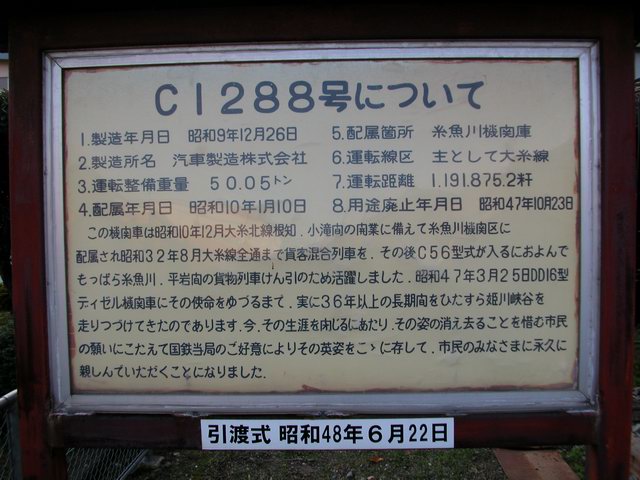 C1288号について
1.製造年月日 昭和9年12月26日 5.配属箇所 糸魚川機関庫
2.製造所名 汽車製造株式会社 6.運転線区 主として大糸線
3.運転整備重量 50.05トン 7.運転距離 1.191.875.2粁
4.配属年月日 昭和10年1月10日 8.用途廃止年月日 昭和47年10月23日
この機関車は昭和10年12月大糸北線根知.小滝向の開業に備えて糸魚川機関区に
配属され昭和32年8月大糸線全通まで貨客混合列車を.その後C56型式が入るにおよんで
もっぱら糸魚川.平岩向の貨物列車けん引のため活躍しました.昭和47年3月25日DD16型
ディゼル機関車にその使命をゆづるまで.実に36年以上の長期向をひたすら姫川峡谷を
走りつづけてきたのであります.今.その生涯を閉じるにあたり.その姿の消え去ることを惜む市民
の願いにこたえて国鉄当局のご好意によりその英姿をこゝに存して.市民のみなさまに永久に
親しんでいただくことになりました.
引渡式 昭和48年6月22日